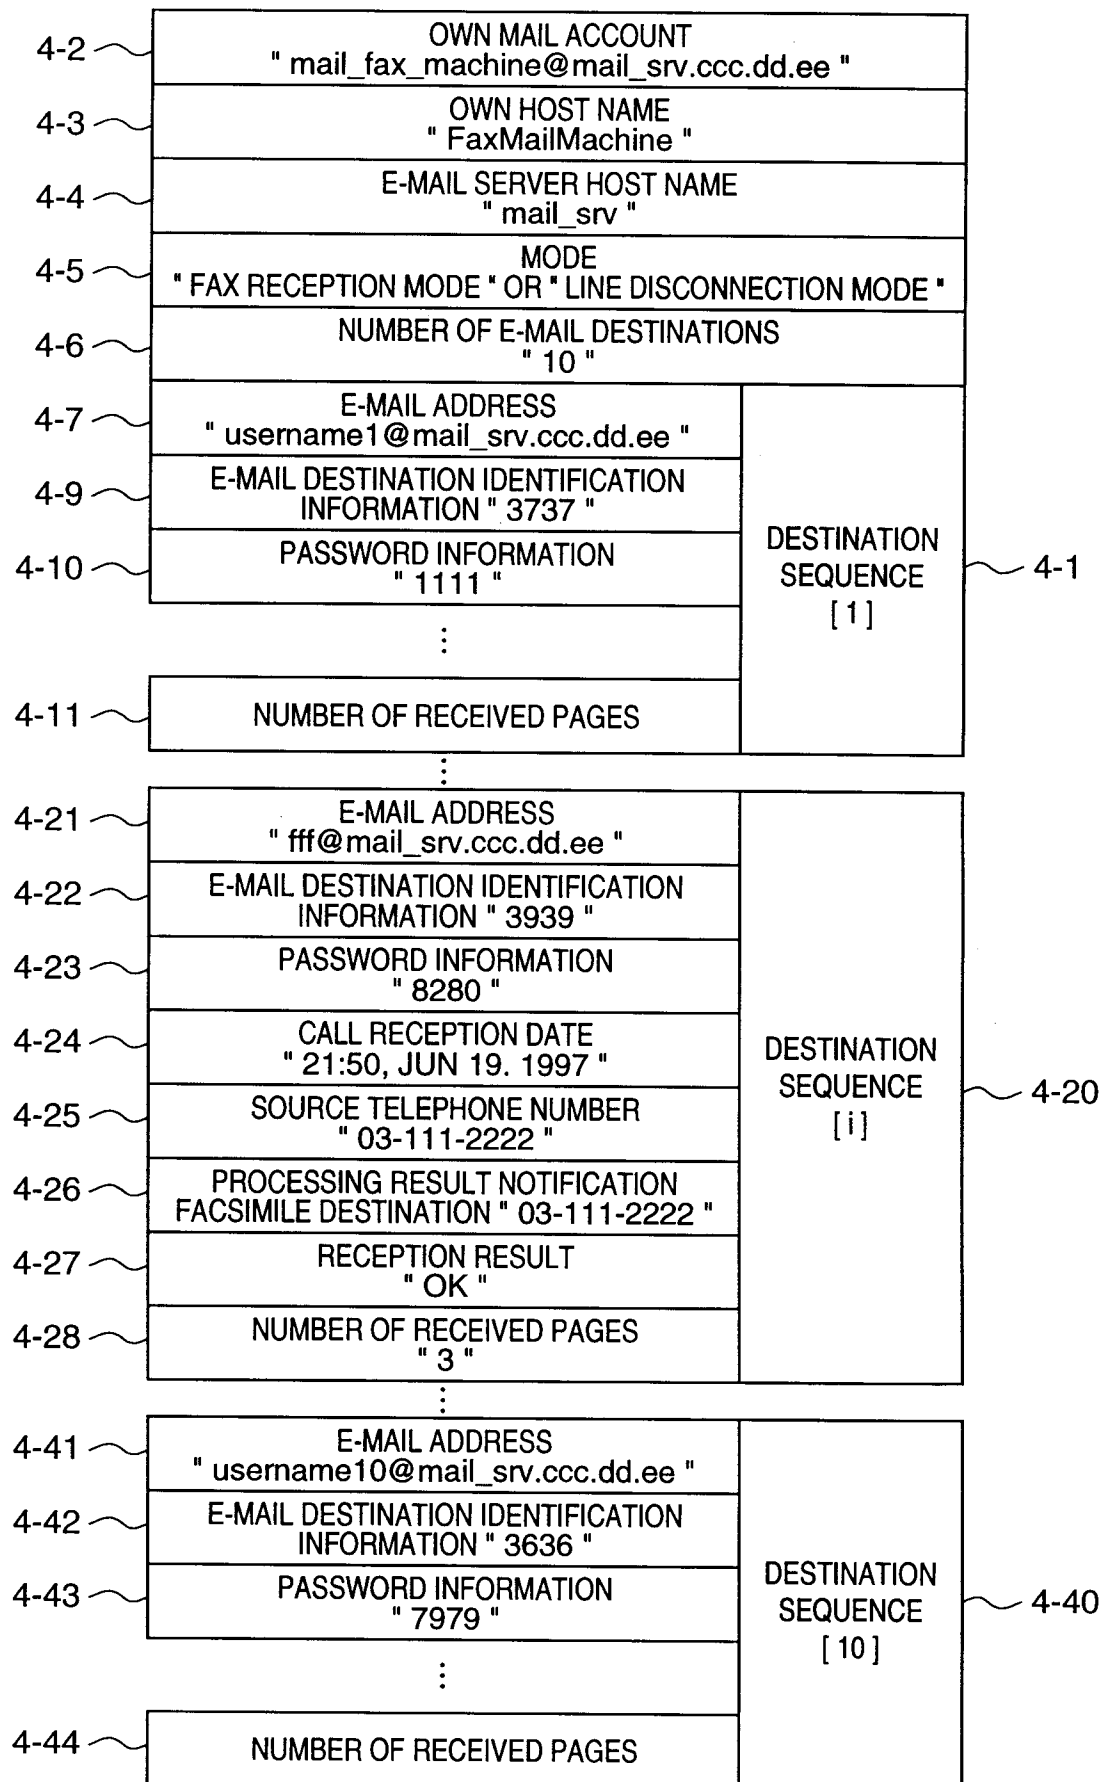 4-2
OWN MAIL ACCOUNT
" mail_fax_machine@mail_srv.ccc.dd.ee "
4-3
OWN HOST NAME
" FaxMailMachine "
4-4
E-MAIL SERVER HOST NAME
" mail_srv "
4-5
MODE
" FAX RECEPTION MODE " OR " LINE DISCONNECTION MODE "
4-6
NUMBER OF E-MAIL DESTINATIONS
" 10 "
4-7
E-MAIL ADDRESS
" username1@mail_srv.ccc.dd.ee "
4-9
E-MAIL DESTINATION IDENTIFICATION
INFORMATION " 3737 "
4-10
PASSWORD INFORMATION
" 1111 "
⋮
4-11
NUMBER OF RECEIVED PAGES
DESTINATION
SEQUENCE
[ 1 ]
4-1
⋮
4-21
E-MAIL ADDRESS
" fff@mail_srv.ccc.dd.ee "
4-22
E-MAIL DESTINATION IDENTIFICATION
INFORMATION " 3939 "
4-23
PASSWORD INFORMATION
" 8280 "
4-24
CALL RECEPTION DATE
" 21:50, JUN 19. 1997 "
4-25
SOURCE TELEPHONE NUMBER
" 03-111-2222 "
4-26
PROCESSING RESULT NOTIFICATION
FACSIMILE DESTINATION " 03-111-2222 "
4-27
RECEPTION RESULT
" OK "
4-28
NUMBER OF RECEIVED PAGES
" 3 "
DESTINATION
SEQUENCE
[ i ]
4-20
⋮
4-41
E-MAIL ADDRESS
" username10@mail_srv.ccc.dd.ee "
4-42
E-MAIL DESTINATION IDENTIFICATION
INFORMATION " 3636 "
4-43
PASSWORD INFORMATION
" 7979 "
⋮
4-44
NUMBER OF RECEIVED PAGES
DESTINATION
SEQUENCE
[ 10 ]
4-40